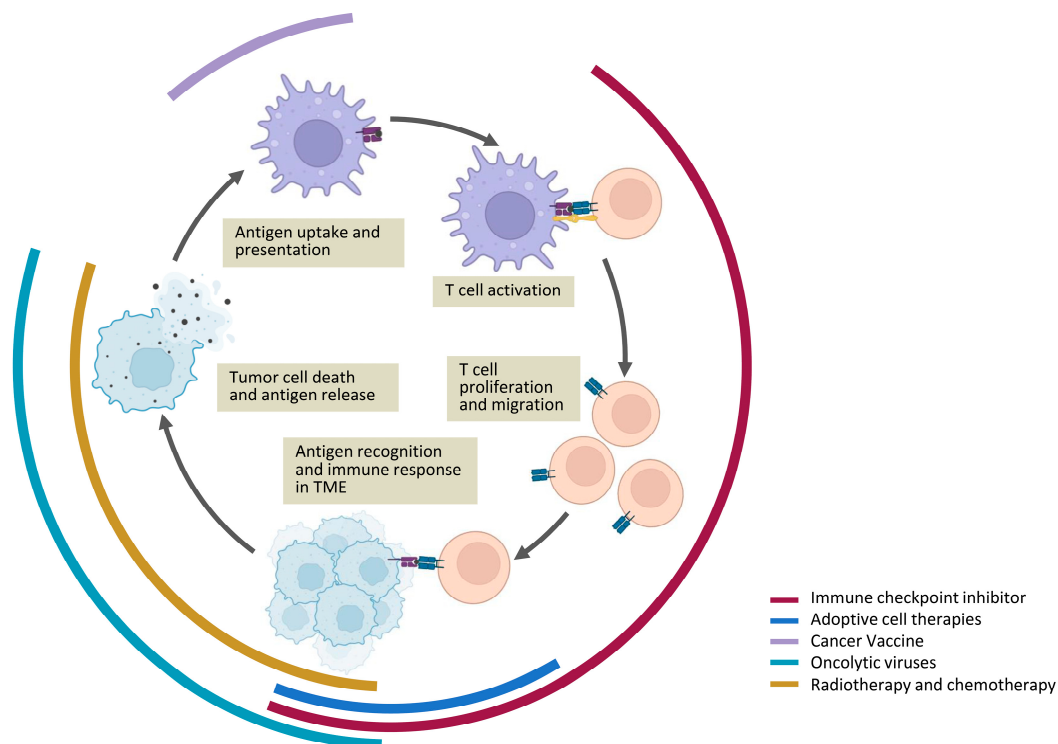 Antigen uptake and
presentation
T cell activation
Tumor cell death
and antigen release
T cell
proliferation
and migration
Antigen recognition
and immune response
in TME
Immune checkpoint inhibitor
Adoptive cell therapies
Cancer Vaccine
Oncolytic viruses
Radiotherapy and chemotherapy